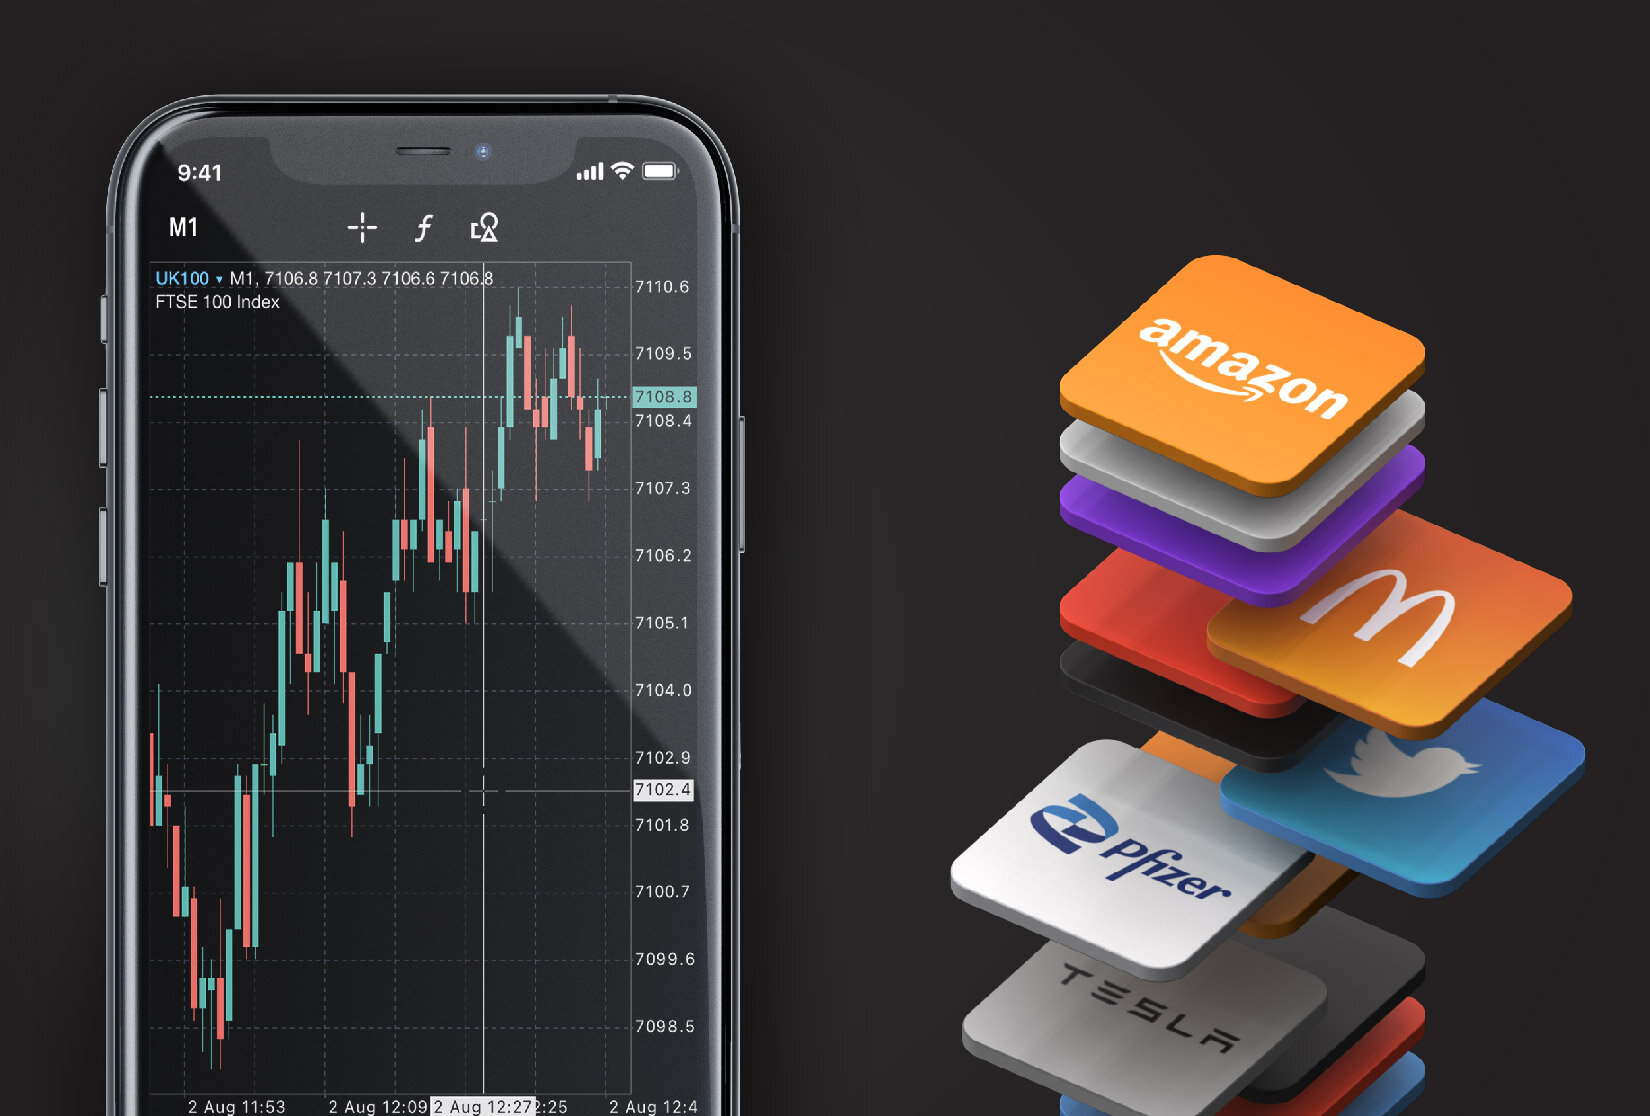 9:41
M1
UK100 ▾ M1, 7106.8 7107.3 7106.6 7106.8
FTSE 100 Index
7110.6
7109.5
7108.8
7108.4
7107.3
7106.2
7105.1
7104.0
7102.9
7102.4
7101.8
7100.7
7099.6
7098.5
2 Aug 11:53
2 Aug 12:09
2 Aug 12:27
2:25
2 Aug 12:4
amazon
M
Pfizer
TESLA